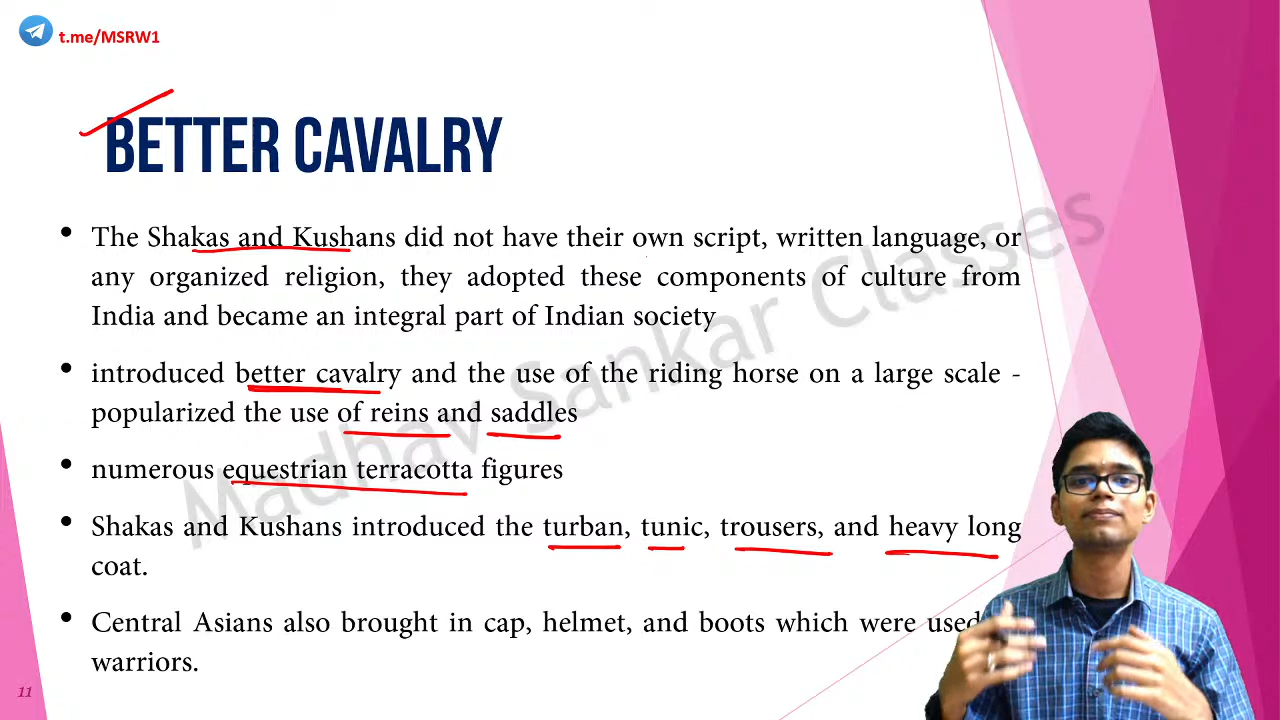 t.me/MSRW1
BETTER CAVALRY
• The Shakas and Kushans did not have their own script, written language, or
any organized religion, they adopted these components of culture from
India and became an integral part of Indian society
• introduced better cavalry and the use of the riding horse on a large scale -
popularized the use of reins and saddles
• numerous equestrian terracotta figures
• Shakas and Kushans introduced the turban, tunic, trousers, and heavy long
coat.
• Central Asians also brought in cap, helmet, and boots which were used
warriors.
Madhav Sankar Classes
11